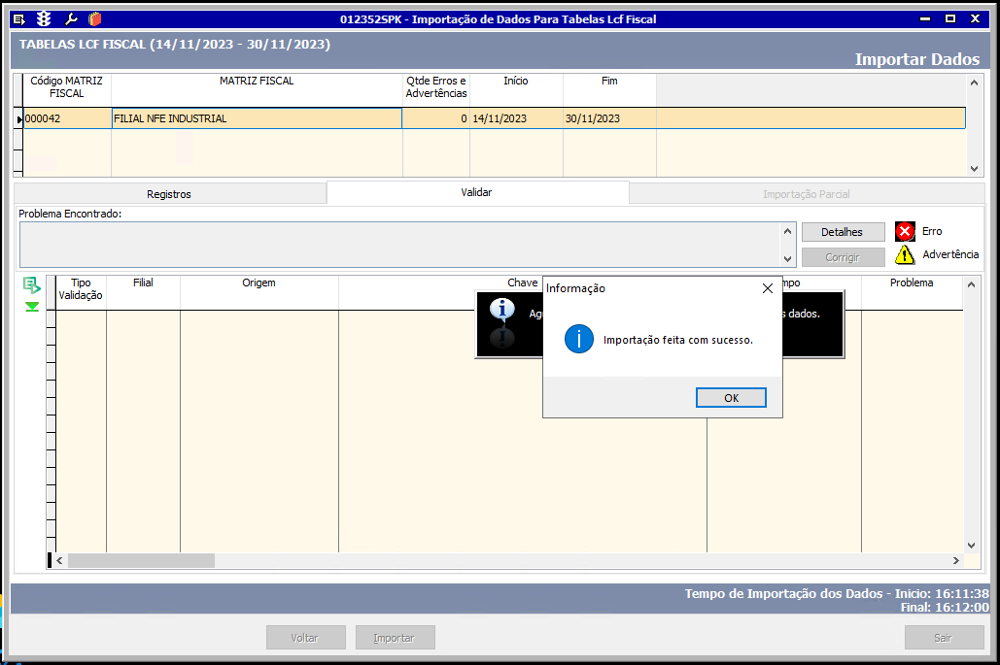 012352SPK - Importação de Dados Para Tabelas Lcf Fiscal
TABELAS LCF FISCAL (14/11/2023 - 30/11/2023)
Importar Dados
Código MATRIZ FISCAL
MATRIZ FISCAL
Qtde Erros e Advertências
Início
Fim
000042
FILIAL NFE INDUSTRIAL
0
14/11/2023
30/11/2023
Registros
Validar
Importação Parcial
Problema Encontrado:
Detalhes
Erro
Corrigir
Advertência
Tipo Validação
Filial
Origem
Chave
mpo
Problema
Informação
Ag
s dados.
Importação feita com sucesso.
OK
Tempo de Importação dos Dados - Inicio: 16:11:38
Final: 16:12:00
Voltar
Importar
Sair